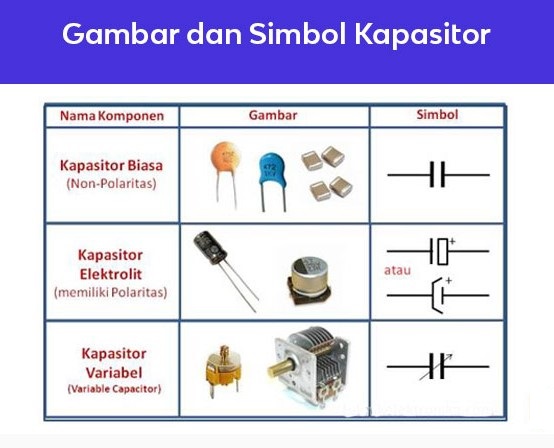 Gambar dan Simbol Kapasitor
Nama Komponen
Gambar
Simbol
Kapasitor Biasa
(Non-Polaritas)
Kapasitor
Elektrolit
(memiliki Polaritas)
+
atau
+
Kapasitor
Variabel
(Variable Capacitor)